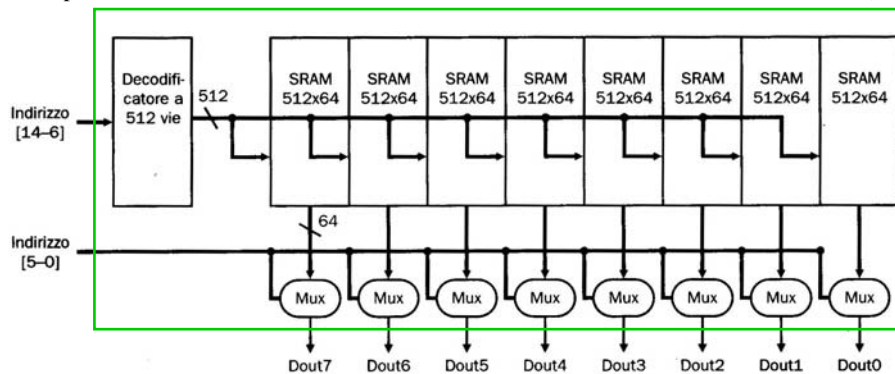 Decodifi-
catore a
512 vie
512
SRAM
512x64
SRAM
512x64
SRAM
512x64
SRAM
512x64
SRAM
512x64
SRAM
512x64
SRAM
512x64
SRAM
512x64
Indirizzo
[14–6]
64
Indirizzo
[5–0]
Mux
Mux
Mux
Mux
Mux
Mux
Mux
Mux
Dout7
Dout6
Dout5
Dout4
Dout3
Dout2
Dout1
Dout0